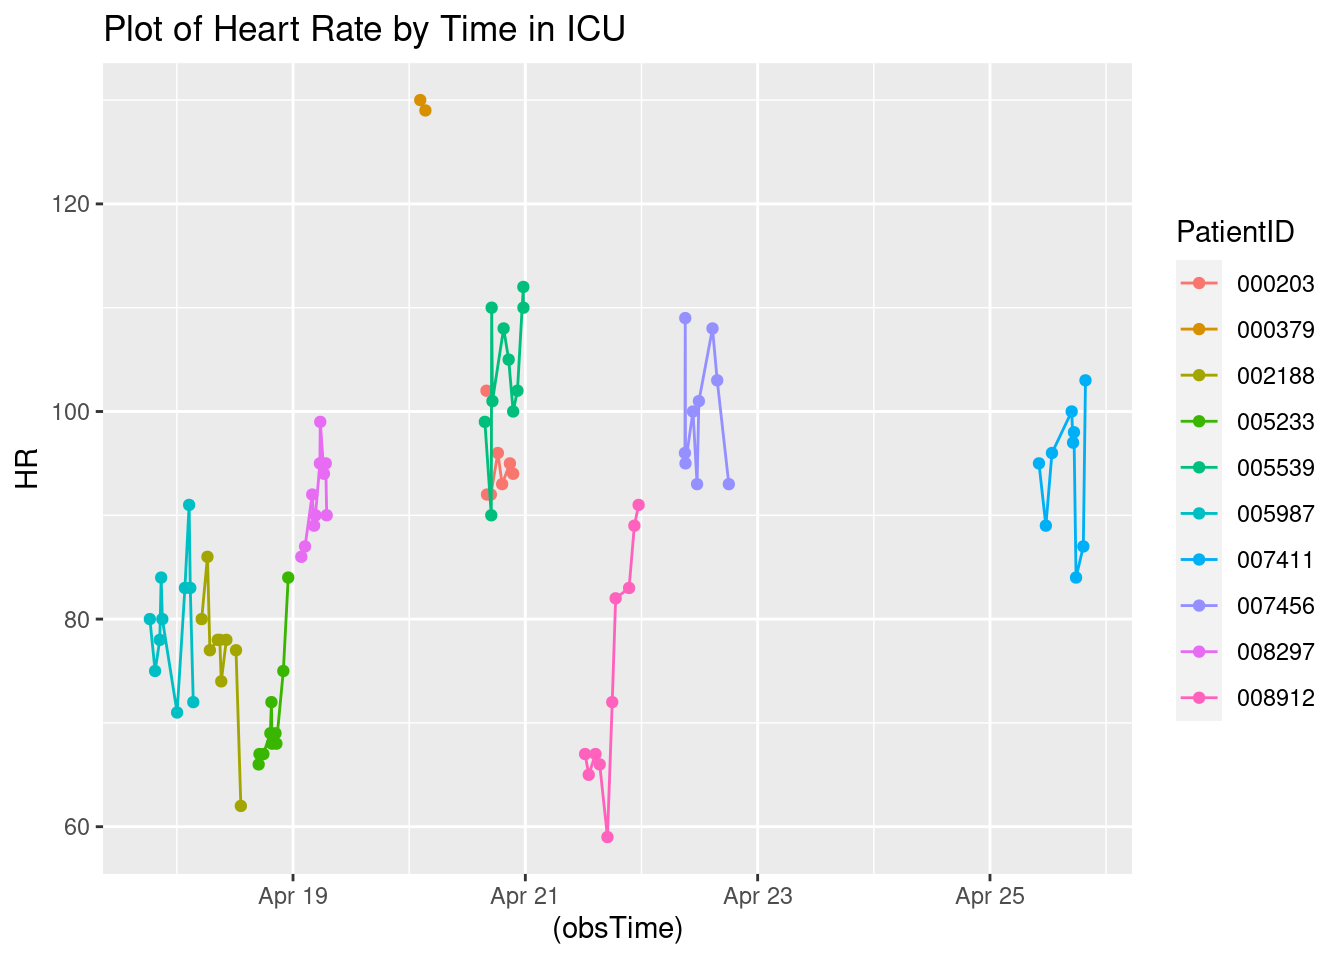 Plot of Heart Rate by Time in ICU
HR
120
100
80
60
Apr 19
Apr 21
Apr 23
Apr 25
(obsTime)
PatientID
000203
000379
002188
005233
005539
005987
007411
007456
008297
008912